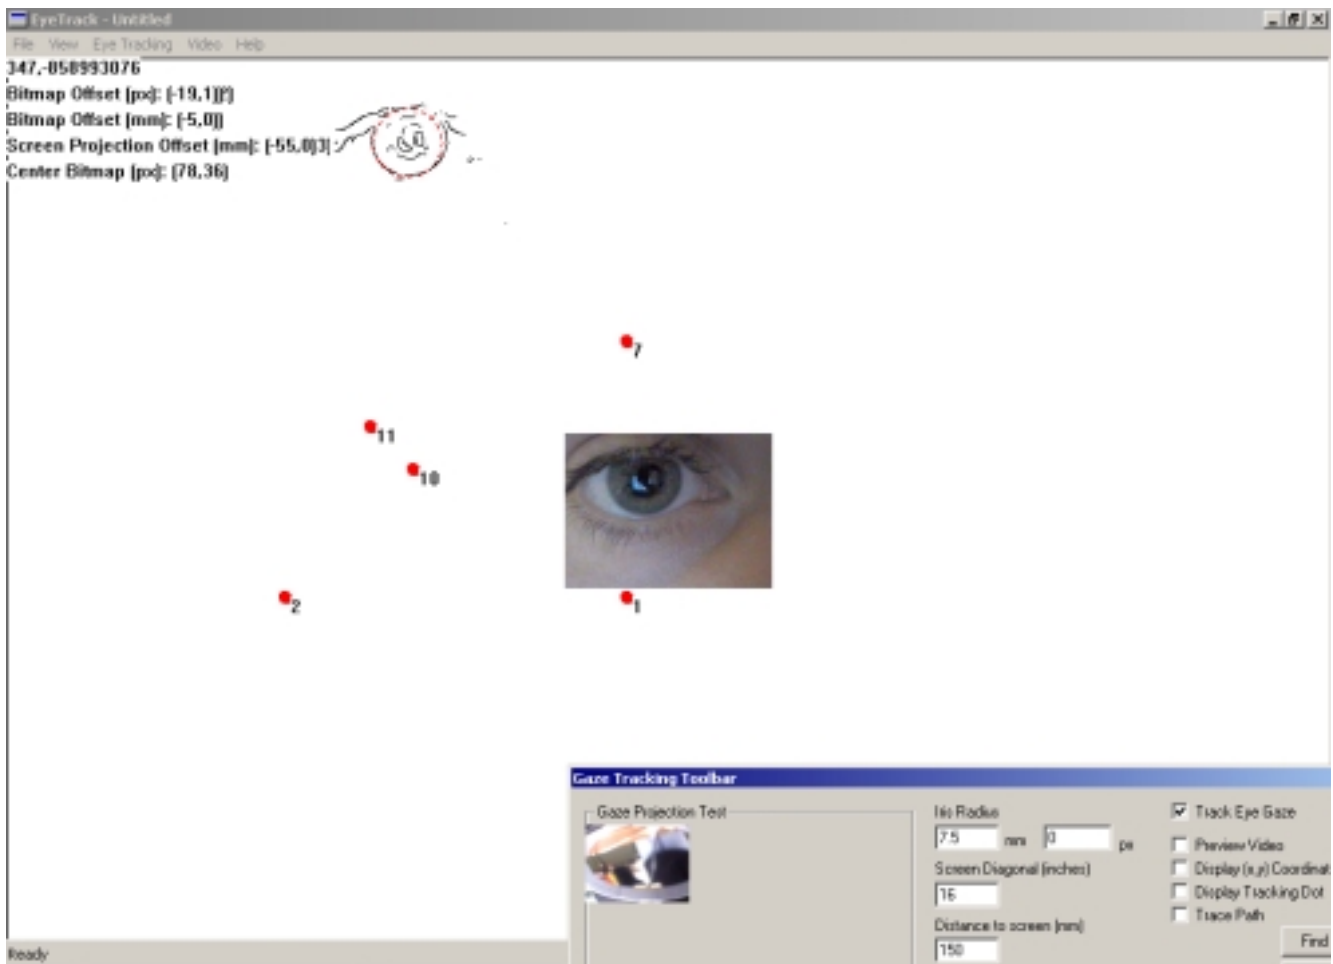 EyeTrack - Untitled
File View Eye Tracking Video Help
347,-858993076
Bitmap Offset (px): (-19,1)
Bitmap Offset (mm): (-5,0)
Screen Projection Offset (mm): (-55,0)3
Center Bitmap (px): (78,36)
7
11
10
2
1
Gaze Tracking Toolbar
Gaze Projection Test
Iris Radius
7.5 mm 0 px
Screen Diagonal (inches)
16
Distance to screen (mm)
150
Track Eye Gaze
Preview Video
Display (x,y) Coordinat
Display Tracking Dot
Trace Path
Find
Ready